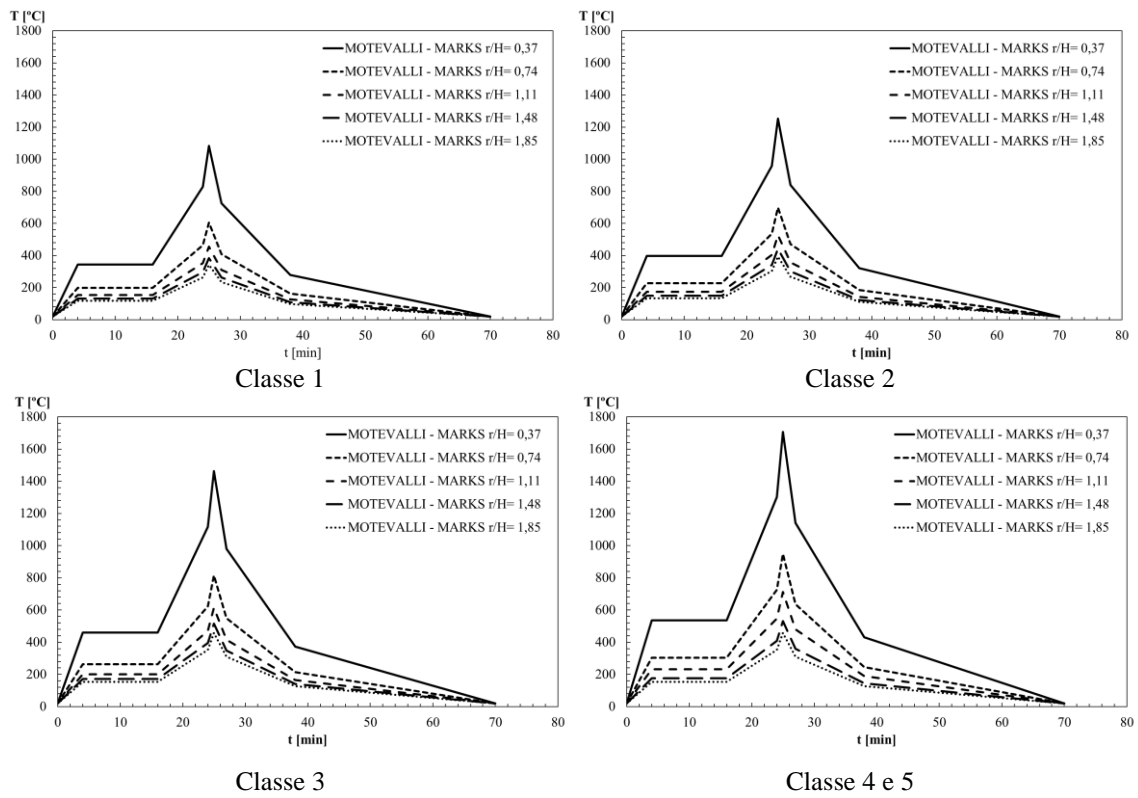 T [ºC]
1800
1600
1400
1200
1000
800
600
400
200
0
MOTEVALLI - MARKS r/H= 0,37
MOTEVALLI - MARKS r/H= 0,74
MOTEVALLI - MARKS r/H= 1,11
MOTEVALLI - MARKS r/H= 1,48
MOTEVALLI - MARKS r/H= 1,85
0 10 20 30 40 50 60 70 80
t [min]
Classe 1
T [ºC]
1800
1600
1400
1200
1000
800
600
400
200
0
MOTEVALLI - MARKS r/H= 0,37
MOTEVALLI - MARKS r/H= 0,74
MOTEVALLI - MARKS r/H= 1,11
MOTEVALLI - MARKS r/H= 1,48
MOTEVALLI - MARKS r/H= 1,85
0 10 20 30 40 50 60 70 80
t [min]
Classe 2
T [ºC]
1800
1600
1400
1200
1000
800
600
400
200
0
MOTEVALLI - MARKS r/H= 0,37
MOTEVALLI - MARKS r/H= 0,74
MOTEVALLI - MARKS r/H= 1,11
MOTEVALLI - MARKS r/H= 1,48
MOTEVALLI - MARKS r/H= 1,85
0 10 20 30 40 50 60 70 80
t [min]
Classe 3
T [ºC]
1800
1600
1400
1200
1000
800
600
400
200
0
MOTEVALLI - MARKS r/H= 0,37
MOTEVALLI - MARKS r/H= 0,74
MOTEVALLI - MARKS r/H= 1,11
MOTEVALLI - MARKS r/H= 1,48
MOTEVALLI - MARKS r/H= 1,85
0 10 20 30 40 50 60 70 80
t [min]
Classe 4 e 5